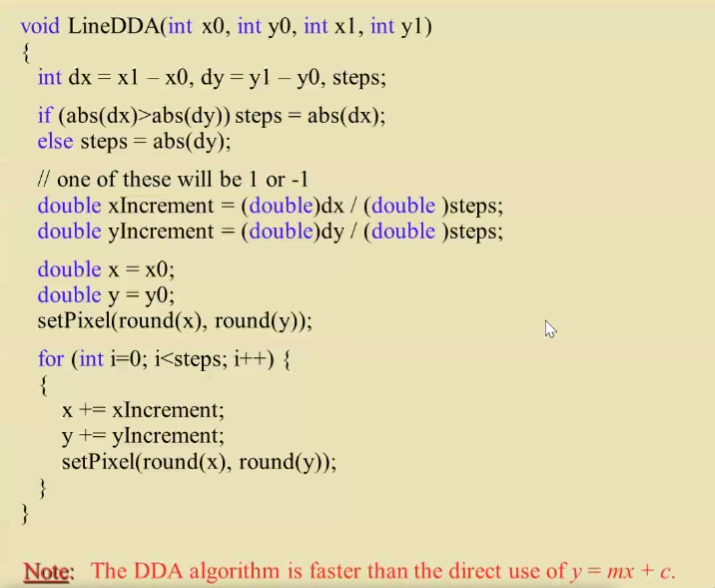 void LineDDA(int x0, int y0, int x1, int y1)
{
int dx = x1 – x0, dy = y1 – y0, steps;
if (abs(dx)>abs(dy)) steps = abs(dx);
else steps = abs(dy);
// one of these will be 1 or -1
double xIncrement = (double)dx / (double )steps;
double yIncrement = (double)dy / (double )steps;
double x = x0;
double y = y0;
setPixel(round(x), round(y));
for (int i=0; i<steps; i++) {
{
x += xIncrement;
y += yIncrement;
setPixel(round(x), round(y));
}
}
Note: The DDA algorithm is faster than the direct use of y = mx + c.